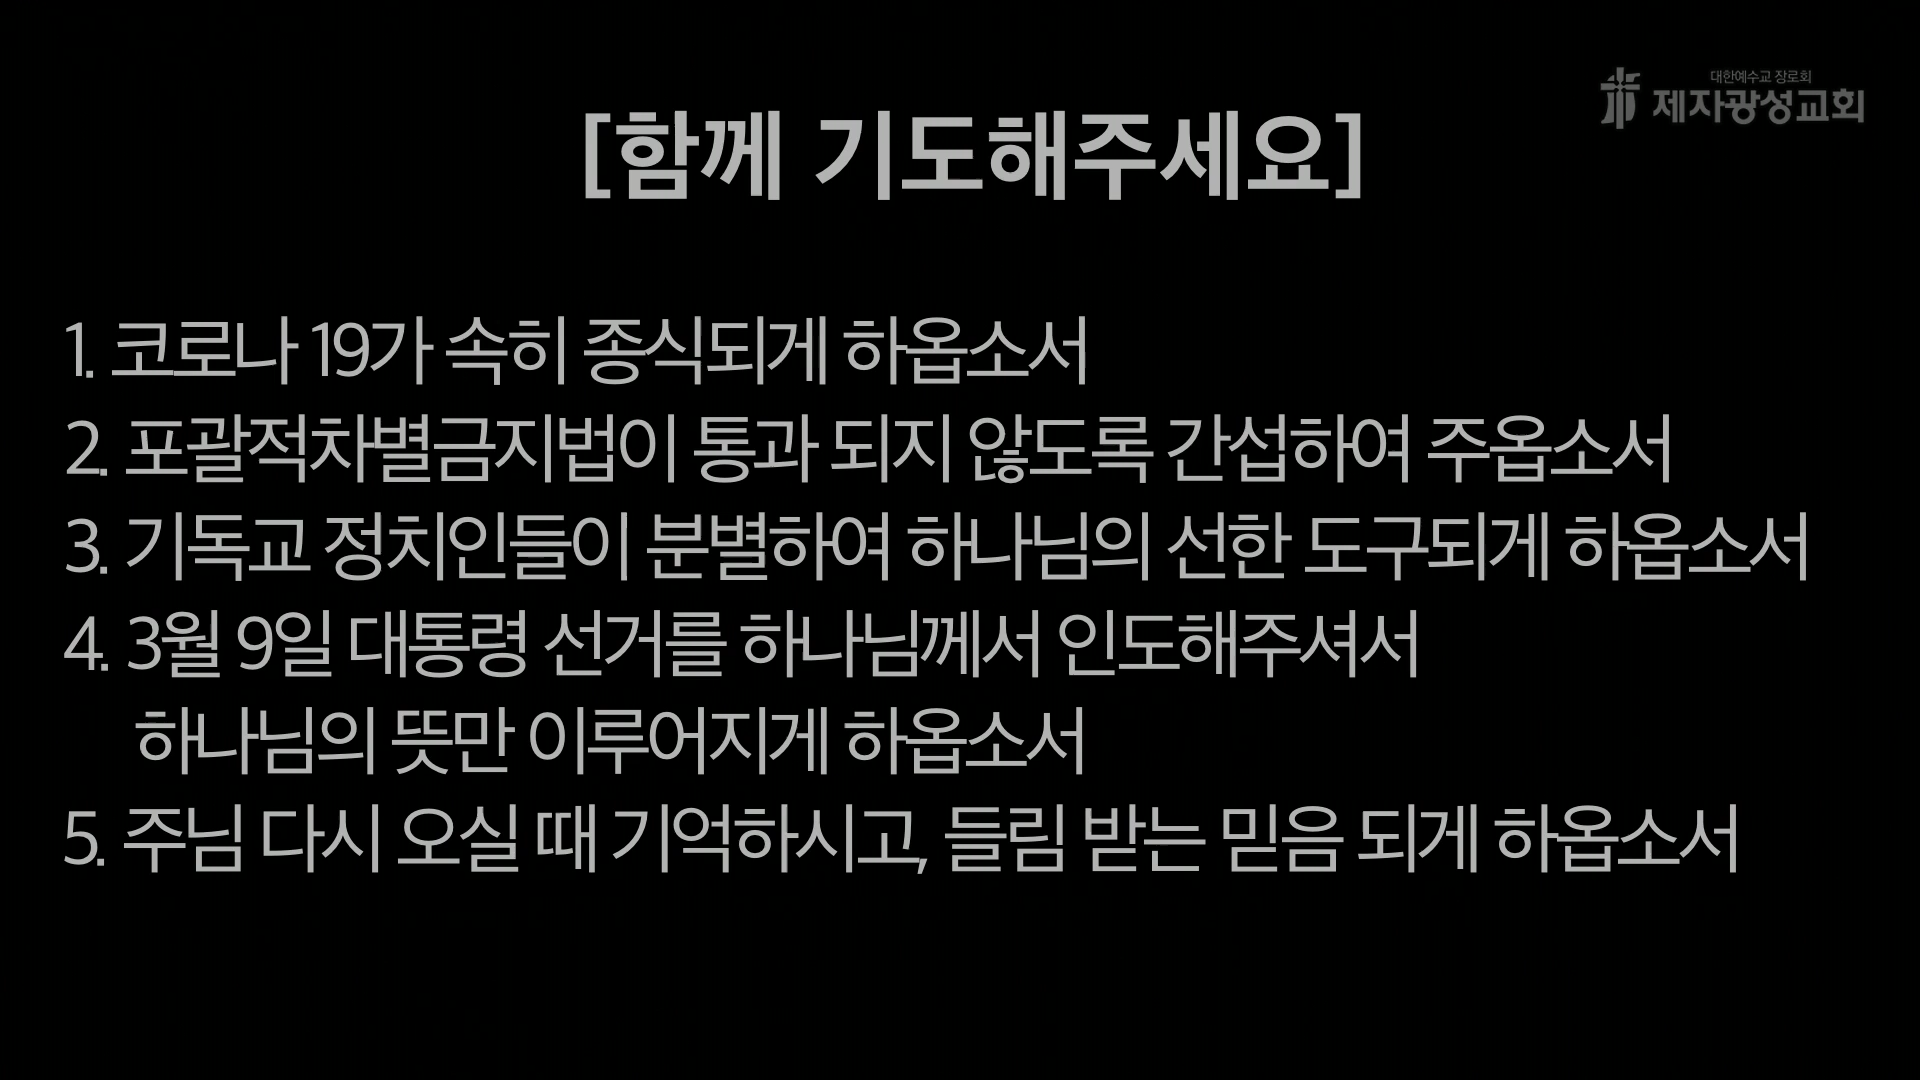 대한예수교 장로회
제자광성교회
[함께 기도해주세요]
1. 코로나 19가 속히 종식되게 하옵소서
2. 포괄적차별금지법이 통과 되지 않도록 간섭하여 주옵소서
3. 기독교 정치인들이 분별하여 하나님의 선한 도구되게 하옵소서
4. 3월 9일 대통령 선거를 하나님께서 인도해주셔서
하나님의 뜻만 이루어지게 하옵소서
5. 주님 다시 오실 때 기억하시고, 들림 받는 믿음 되게 하옵소서